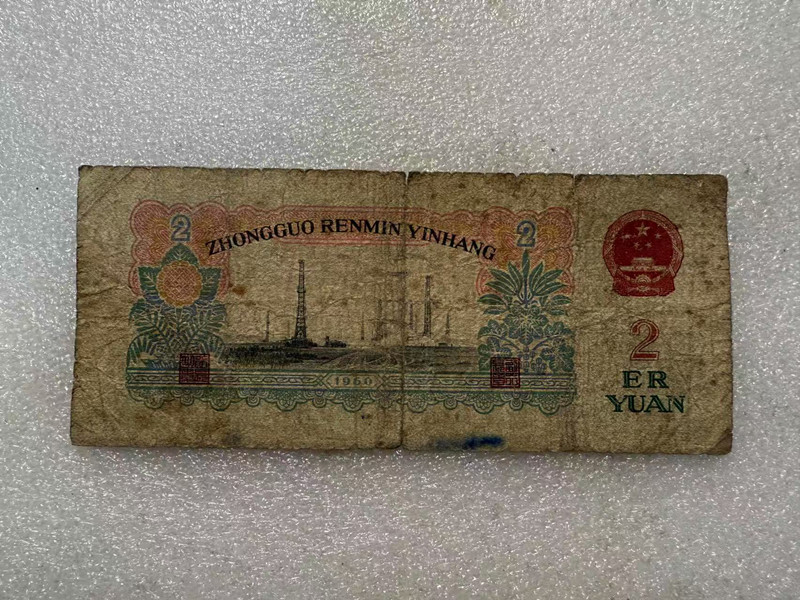 2
2
ZHONGGUO RENMIN YINHANG
1960
2
ER
YUAN